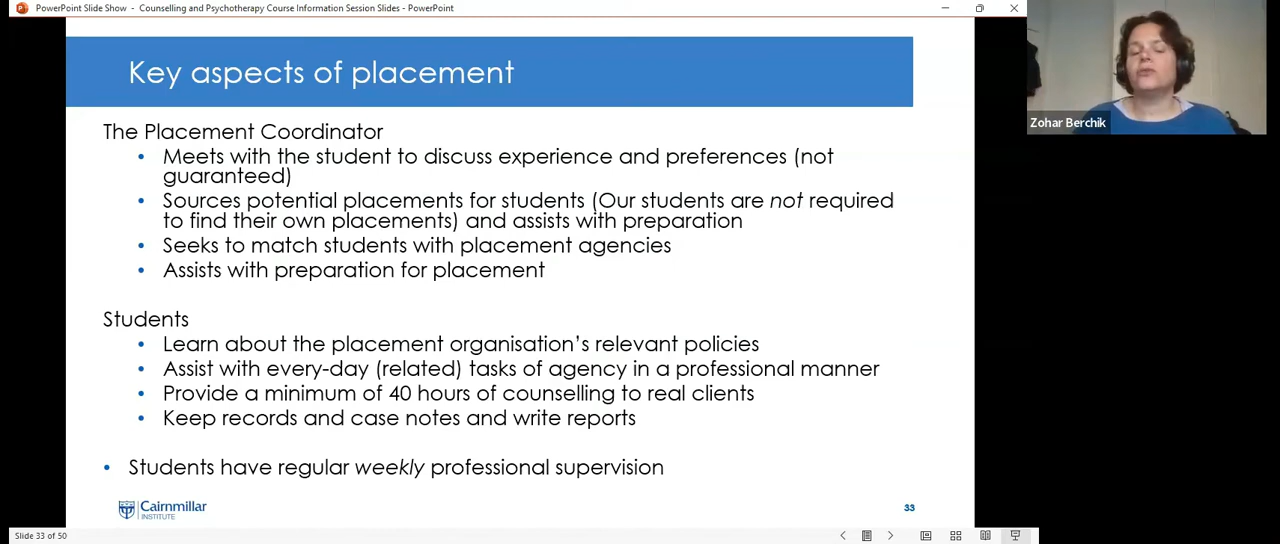 PowerPoint Slide Show - Counselling and Psychotherapy Course Information Session Slides - PowerPoint
Key aspects of placement
The Placement Coordinator
• Meets with the student to discuss experience and preferences (not
guaranteed)
• Sources potential placements for students (Our students are not required
to find their own placements) and assists with preparation
• Seeks to match students with placement agencies
• Assists with preparation for placement
Students
• Learn about the placement organisation's relevant policies
• Assist with every-day (related) tasks of agency in a professional manner
• Provide a minimum of 40 hours of counselling to real clients
• Keep records and case notes and write reports
• Students have regular weekly professional supervision
Cairnmillar
INSTITUTE
33
Slide 33 of 50
Zohar Berchik